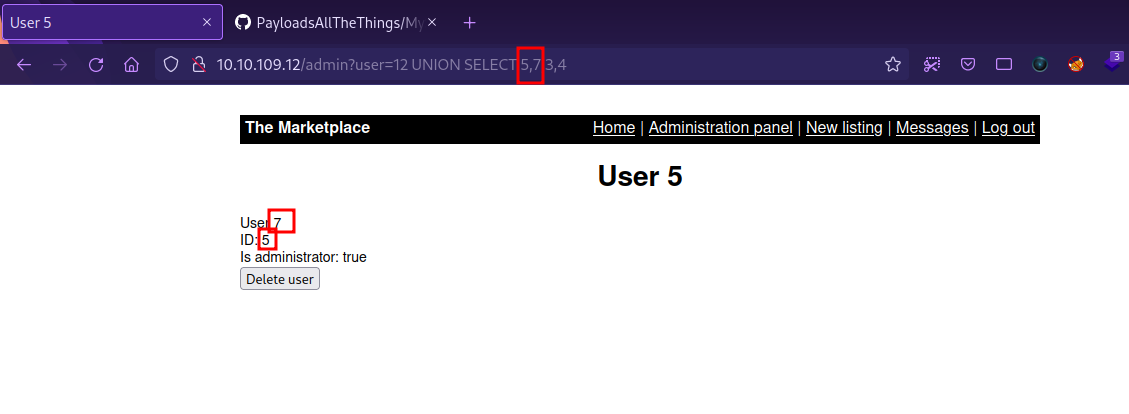 User 5
PayloadsAllTheThings/My
10.10.109.12/admin?user=12 UNION SELECT 5,7,3,4
3
The Marketplace
Home | Administration panel | New listing | Messages | Log out
User 5
User 7
ID: 5
Is administrator: true
Delete user